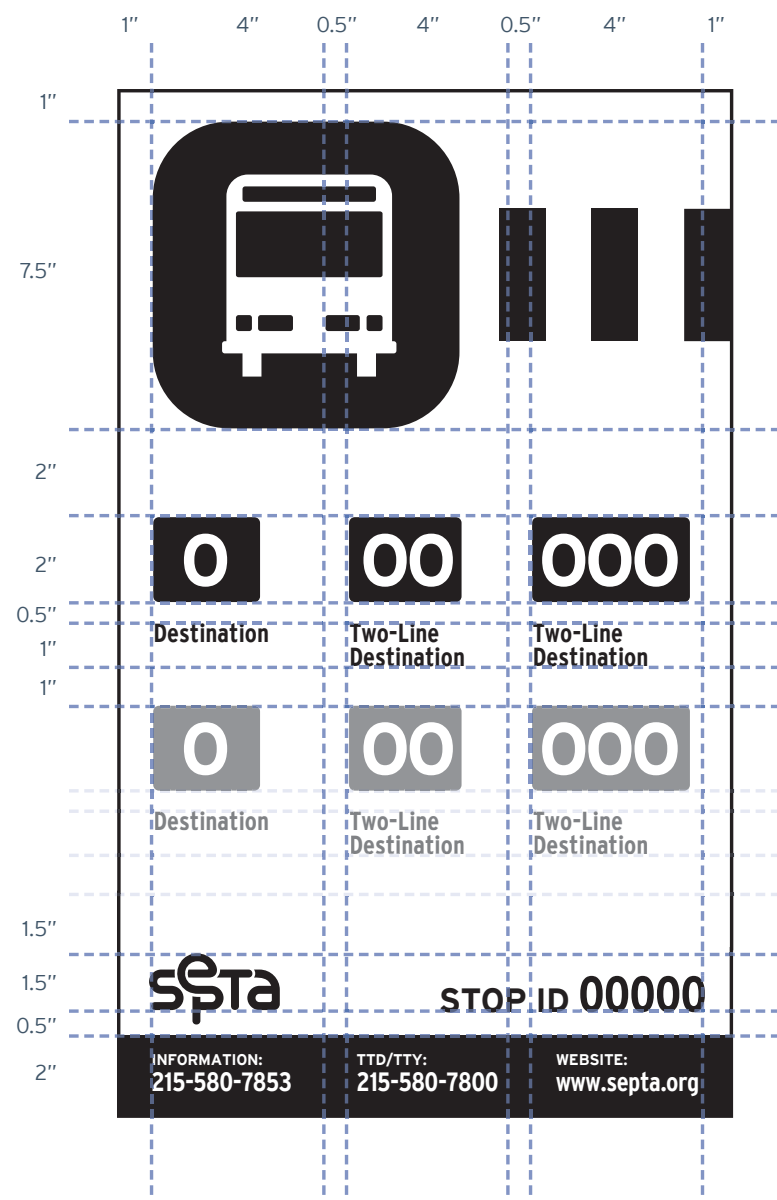 1″ 4″ 0.5″ 4″ 0.5″ 4″ 1″
1″
7.5″
2″
2″
0 00 000
0.5″
Destination Two-Line Two-Line
1″
Destination Destination
1″
0 00 000
Destination Two-Line Two-Line
Destination Destination
1.5″
1.5″
septa STOP ID 00000
0.5″
INFORMATION: TTD/TTY: WEBSITE:
2″
215-580-7853 215-580-7800 www.septa.org